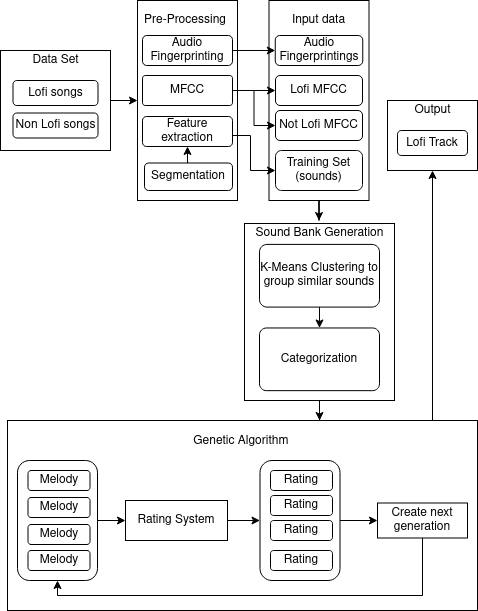 Data Set
Lofi songs
Non Lofi songs
Pre-Processing
Audio
Fingerprinting
MFCC
Feature
extraction
Segmentation
Input data
Audio
Fingerprintings
Lofi MFCC
Not Lofi MFCC
Training Set
(sounds)
Output
Lofi Track
Sound Bank Generation
K-Means Clustering to
group similar sounds
Categorization
Genetic Algorithm
Melody
Melody
Melody
Melody
Rating System
Rating
Rating
Rating
Rating
Create next
generation